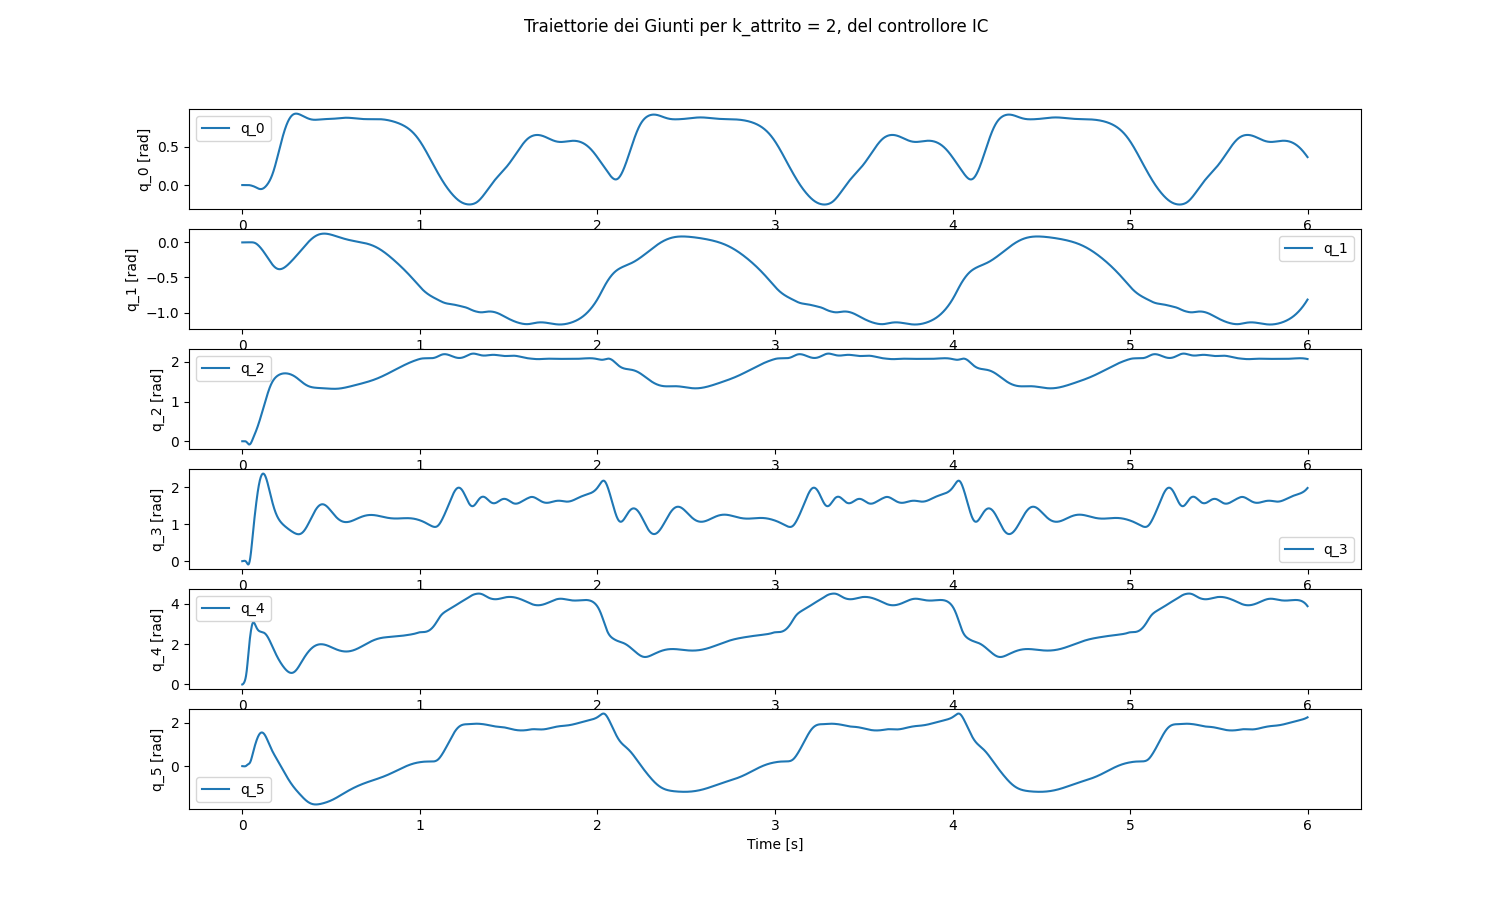 Traiettorie dei Giunti per k_attrito = 2, del controllore IC
q_0 [rad]
0.5
0.0
q_0
0 1 2 3 4 5 6
q_1 [rad]
0.0
−0.5
−1.0
q_1
0 1 2 3 4 5 6
q_2 [rad]
2
1
0
q_2
0 1 2 3 4 5 6
q_3 [rad]
2
1
0
q_3
0 1 2 3 4 5 6
q_4 [rad]
4
2
0
q_4
0 1 2 3 4 5 6
q_5 [rad]
2
0
q_5
0 1 2 3 4 5 6
Time [s]